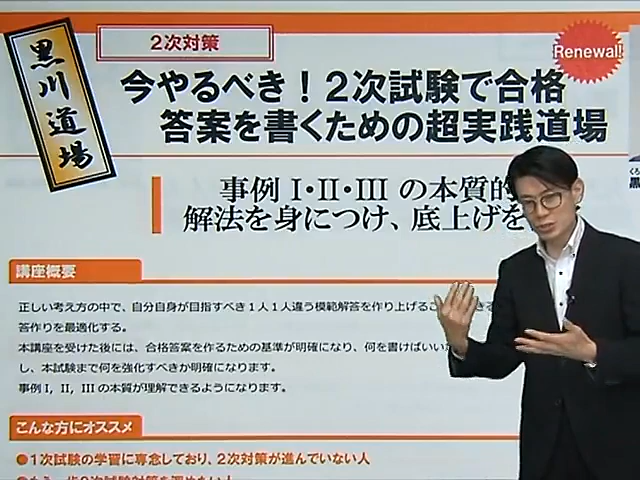 黒川道場
2次対策
Renewal!
今やるべき！2次試験で合格
答案を書くための超実践道場
くろ
黒
事例 I・II・III の本質的
解法を身につけ、底上げを
講座概要
正しい考え方の中で、自分自身が目指すべき1人1人違う模範解答を作り上げるこ
きる
答作りを最適化する。
本講座を受けた後には、合格答案を作るための基準が明確になり、何を書けばいい
し、本試験まで何を強化すべきか明確になります。
事例 I, II, III の本質が理解できるようになります。
こんな方にオススメ
●1次試験の学習に専念しており、2次対策が進んでいない人